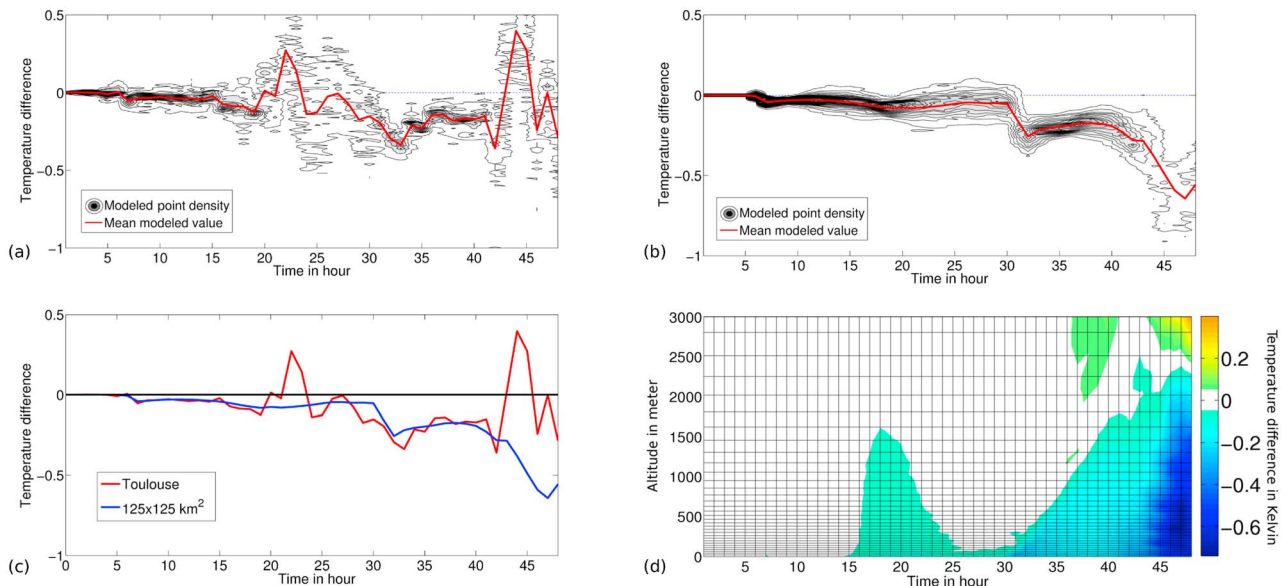 0.5
0
−0.5
−1
Temperature difference
Modeled point density
Mean modeled value
5 10 15 20 25 30 35 40 45
Time in hour
(a)
0.5
0
−0.5
−1
Temperature difference
Modeled point density
Mean modeled value
5 10 15 20 25 30 35 40 45
Time in hour
(b)
0.5
0
−0.5
−1
Temperature difference
Toulouse
125x125 km²
0 5 10 15 20 25 30 35 40 45
Time in hour
(c)
3000
2500
2000
1500
1000
500
0
Altitude in meter
5 10 15 20 25 30 35 40 45
Time in hour
(d)
0.2
0
−0.2
−0.4
−0.6
Temperature difference in Kelvin